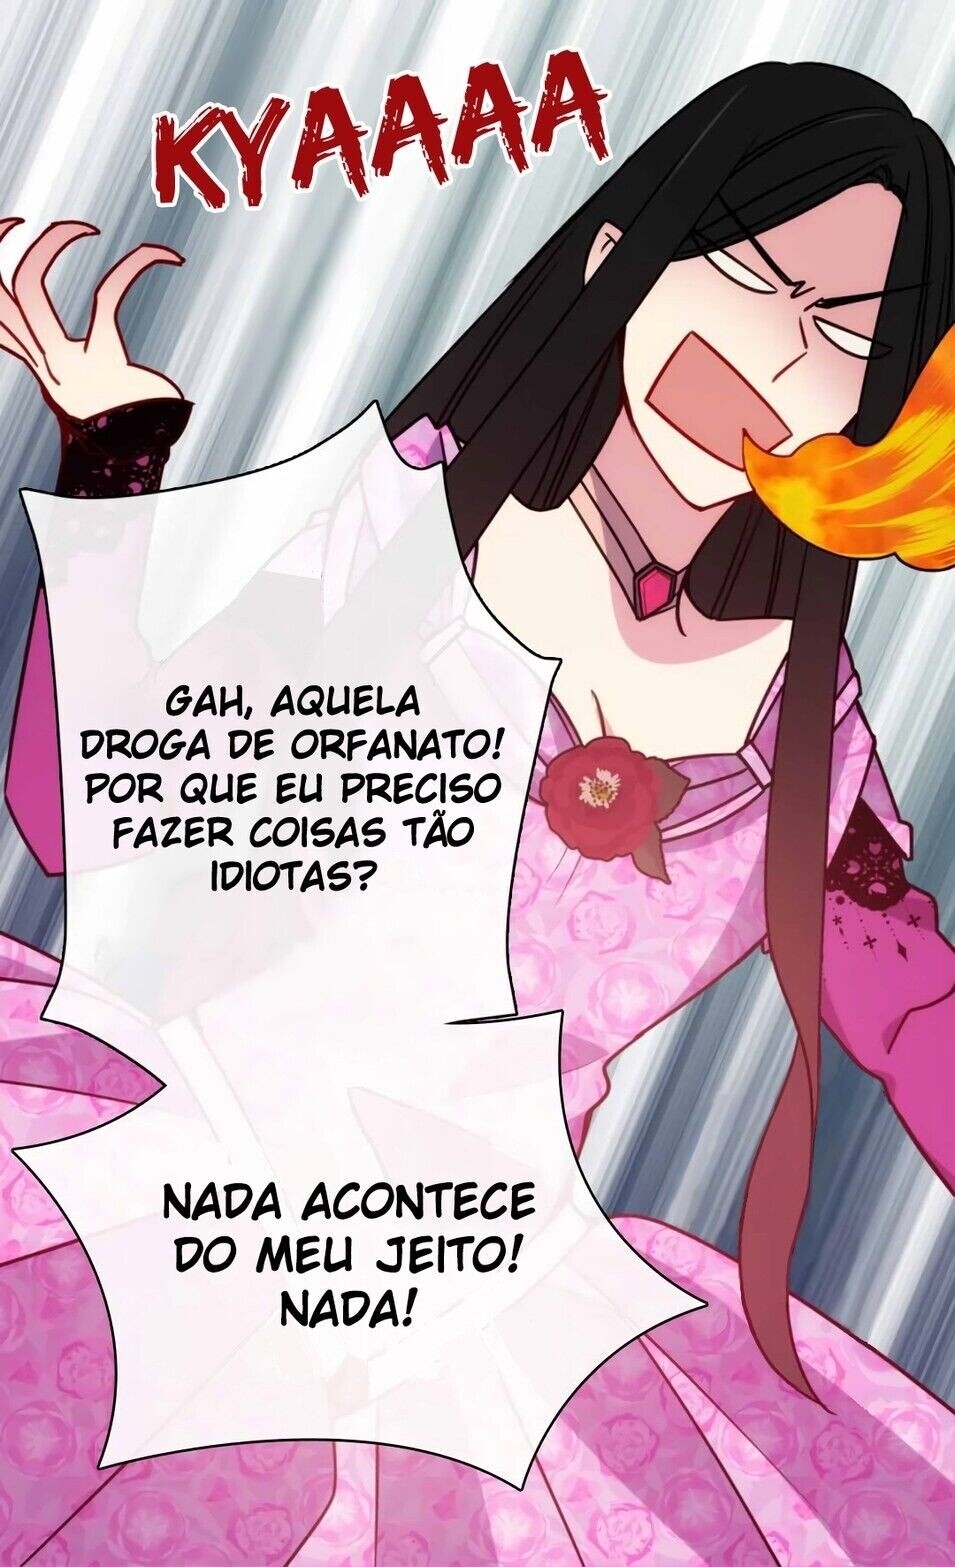 KYAAAA
GAH, AQUELA
DROGA DE ORFANATO!
POR QUE EU PRECISO
FAZER COISAS TÃO
IDIOTAS?
NADA ACONTECE
DO MEU JEITO!
NADA!